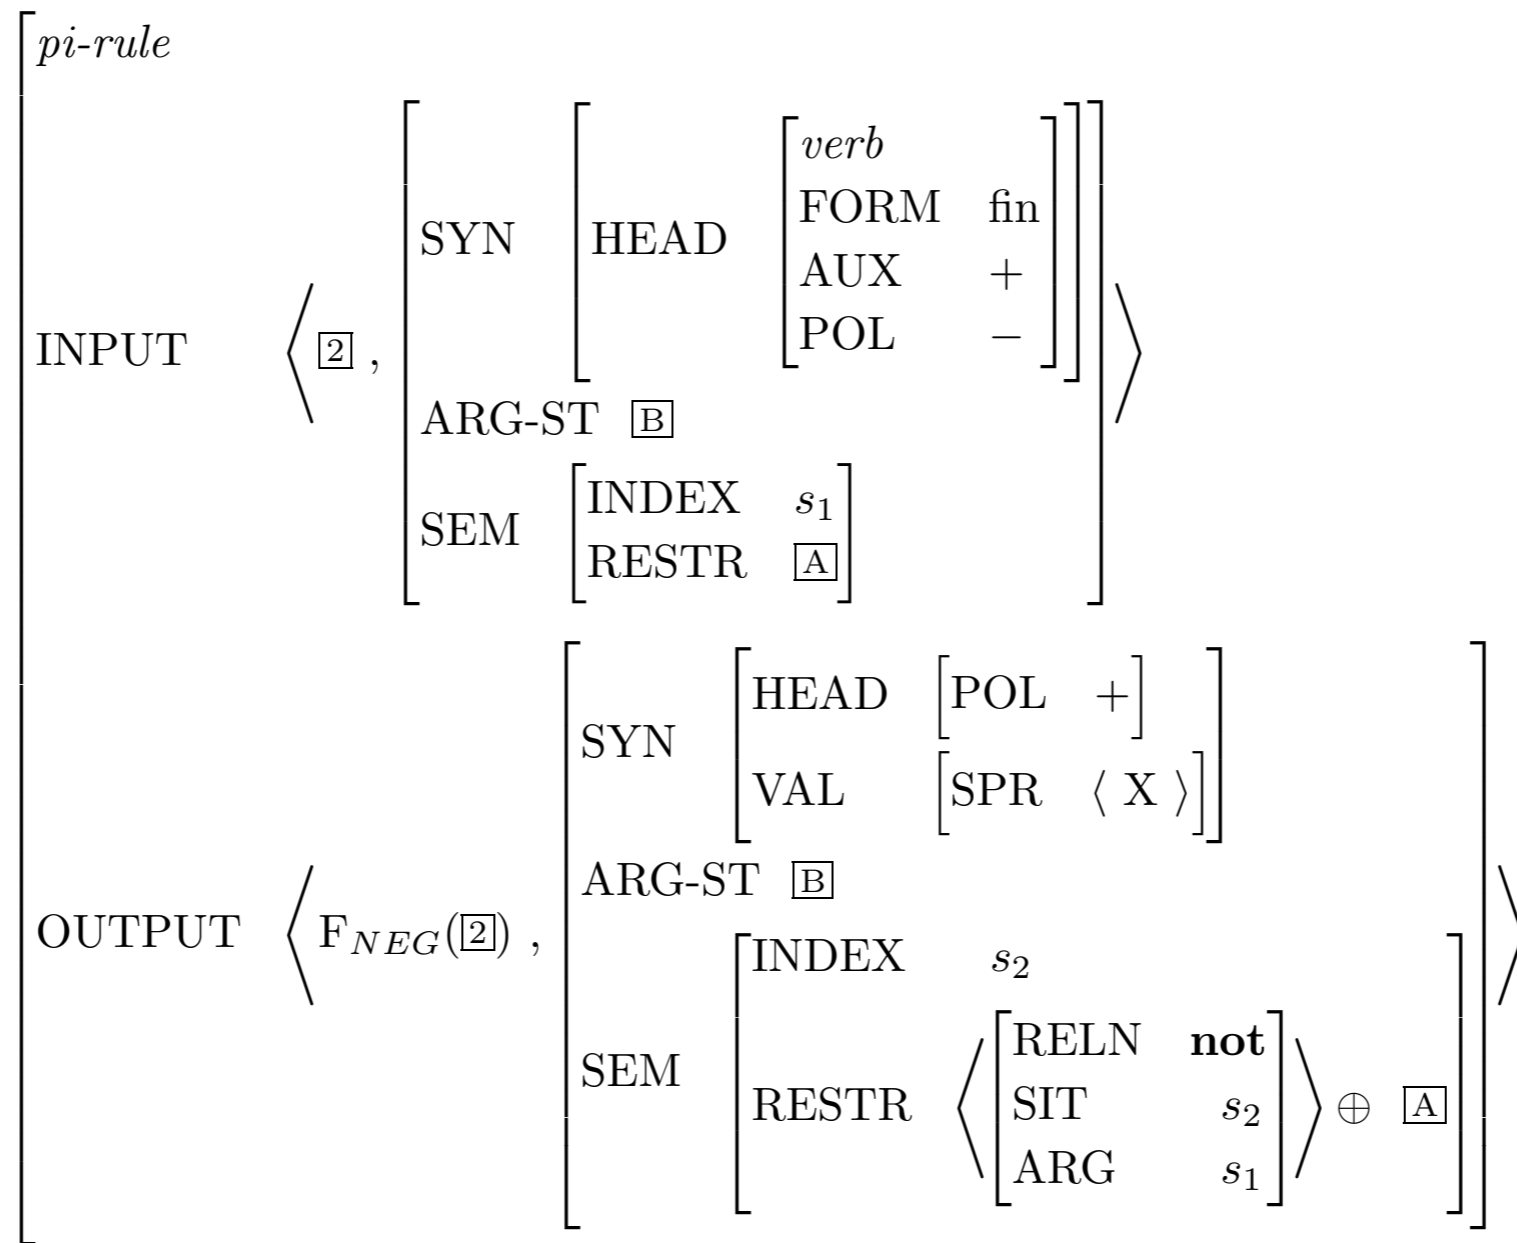 pi-rule
INPUT ⟨ 2 , [ SYN [ HEAD [ verb
FORM fin
AUX +
POL − ] ]
ARG-ST B
SEM [ INDEX s₁
RESTR A ] ] ⟩
OUTPUT ⟨ F_NEG(2) , [ SYN [ HEAD [ POL + ]
VAL [ SPR ⟨ X ⟩ ] ]
ARG-ST B
SEM [ INDEX s₂
RESTR ⟨ [ RELN not
SIT s₂
ARG s₁ ] ⟩ ⊕ A ] ] ⟩